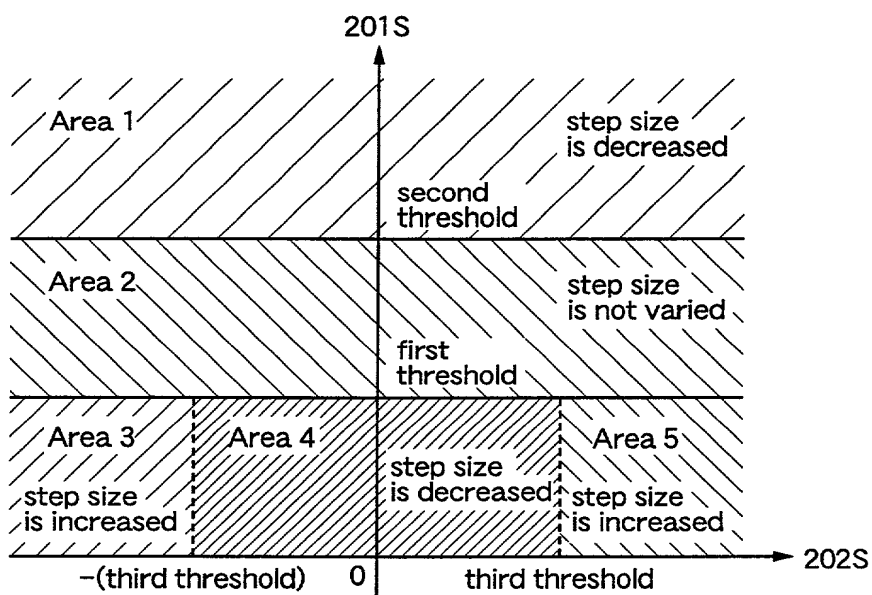 201S
Area 1
step size
is decreased
second
threshold
Area 2
step size
is not varied
first
threshold
Area 3
Area 4
Area 5
step size
is increased
step size
is decreased
step size
is increased
-(third threshold)
0
third threshold
202S